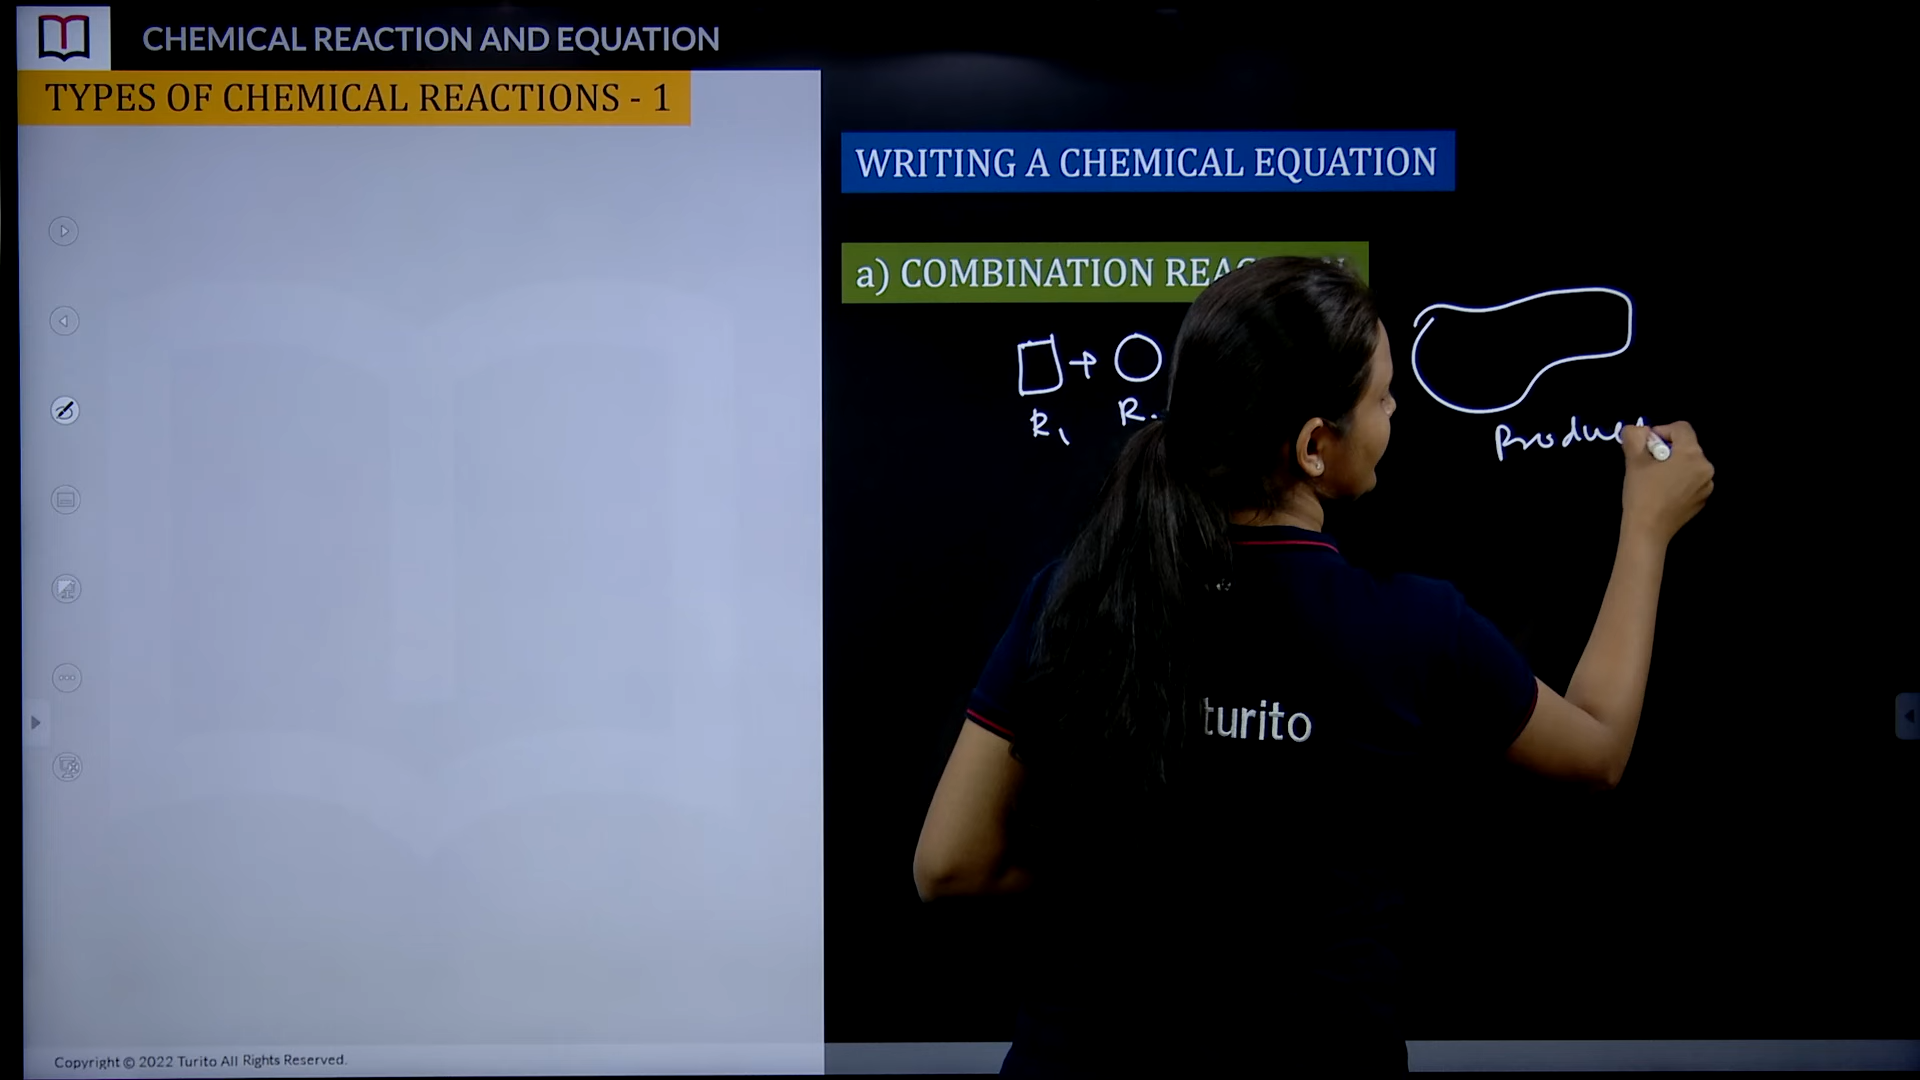 CHEMICAL REACTION AND EQUATION
TYPES OF CHEMICAL REACTIONS - 1
WRITING A CHEMICAL EQUATION
a) COMBINATION
+
R1 R
turito
Copyright © 2022 Turito All Rights Reserved.